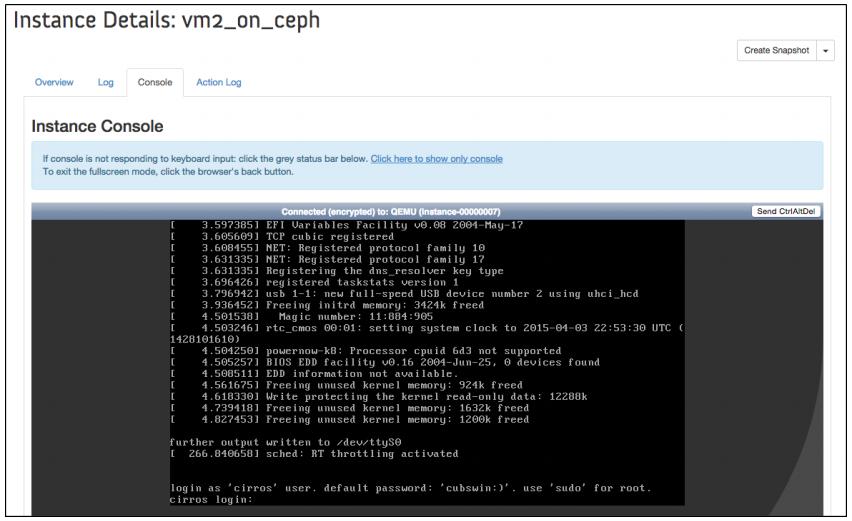 Instance Details: vm2_on_ceph
Create Snapshot
Overview Log Console Action Log
Instance Console
If console is not responding to keyboard input: click the grey status bar below. Click here to show only console
To exit the fullscreen mode, click the browser's back button.
Connected (encrypted) to: QEMU (instance-00000007) Send CtrlAltDel
[    3.597385] EFI Variables Facility v0.08 2004-May-17
[    3.605609] TCP cubic registered
[    3.608455] NET: Registered protocol family 10
[    3.631335] NET: Registered protocol family 17
[    3.631335] Registering the dns_resolver key type
[    3.696426] registered taskstats version 1
[    3.796942] usb 1-1: new full-speed USB device number 2 using uhci_hcd
[    3.936452] Freeing initrd memory: 3424k freed
[    4.501538]   Magic number: 11:884:905
[    4.503246] rtc_cmos 00:01: setting system clock to 2015-04-03 22:53:30 UTC (
1428101610)
[    4.504250] powernow-k8: Processor cpuid 6d3 not supported
[    4.505257] BIOS EDD facility v0.16 2004-Jun-25, 0 devices found
[    4.508511] EDD information not available.
[    4.561675] Freeing unused kernel memory: 924k freed
[    4.618330] Write protecting the kernel read-only data: 12288k
[    4.739418] Freeing unused kernel memory: 1632k freed
[    4.827453] Freeing unused kernel memory: 1200k freed
further output written to /dev/ttyS0
[  266.840658] sched: RT throttling activated
login as 'cirros' user. default password: 'cubswin:)'. use 'sudo' for root.
cirros login: